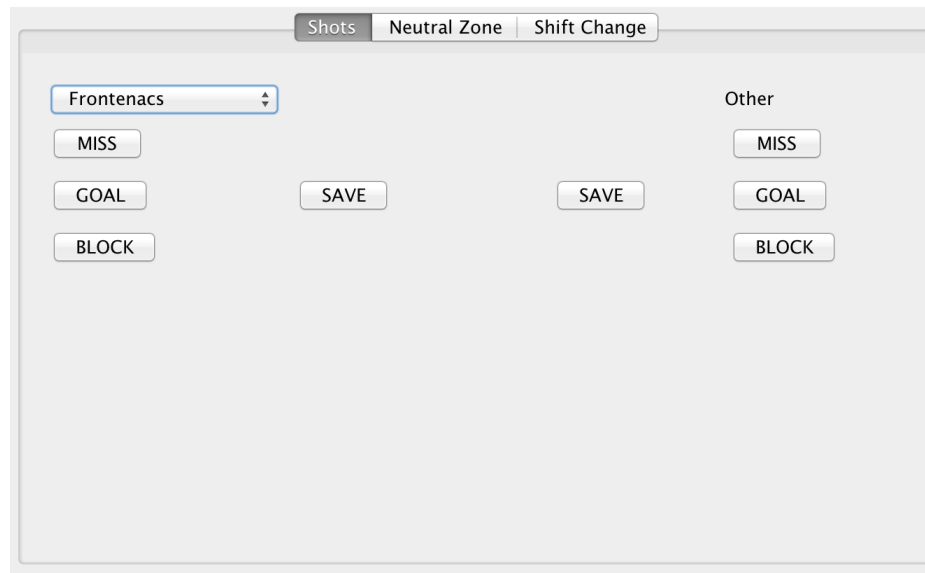 Shots Neutral Zone Shift Change
Frontenacs Other
MISS MISS
GOAL SAVE SAVE GOAL
BLOCK BLOCK